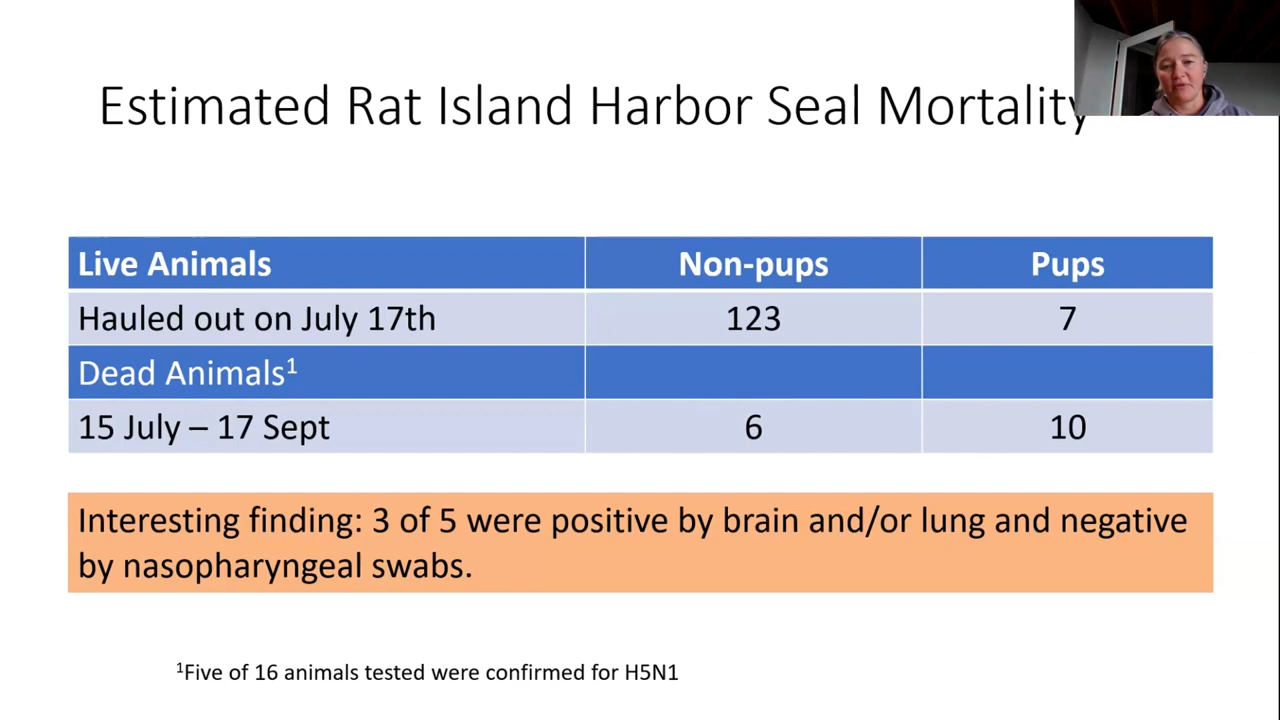 Estimated Rat Island Harbor Seal Mortality
Live Animals Non-pups Pups
Hauled out on July 17th 123 7
Dead Animals¹
15 July – 17 Sept 6 10
Interesting finding: 3 of 5 were positive by brain and/or lung and negative
by nasopharyngeal swabs.
¹Five of 16 animals tested were confirmed for H5N1